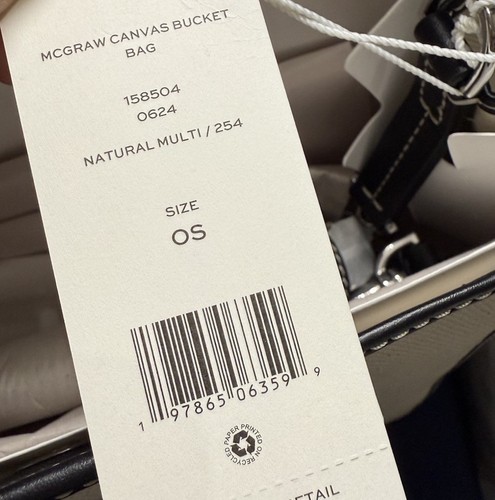 MCGRAW CANVAS BUCKET
BAG
158504
0624
NATURAL MULTI / 254
SIZE
OS
1 97865 06359 9
PAPER PRINTED ON RECYCLED